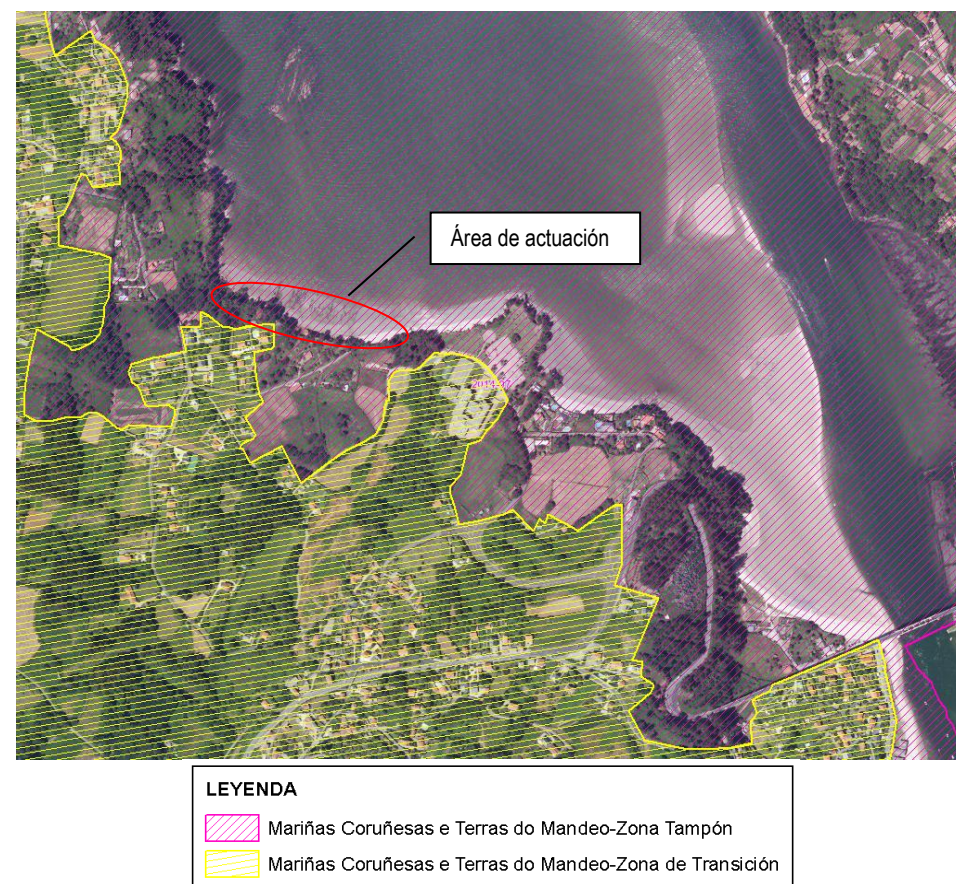 Área de actuación
LEYENDA
Mariñas Coruñesas e Terras do Mandeo-Zona Tampón
Mariñas Coruñesas e Terras do Mandeo-Zona de Transición